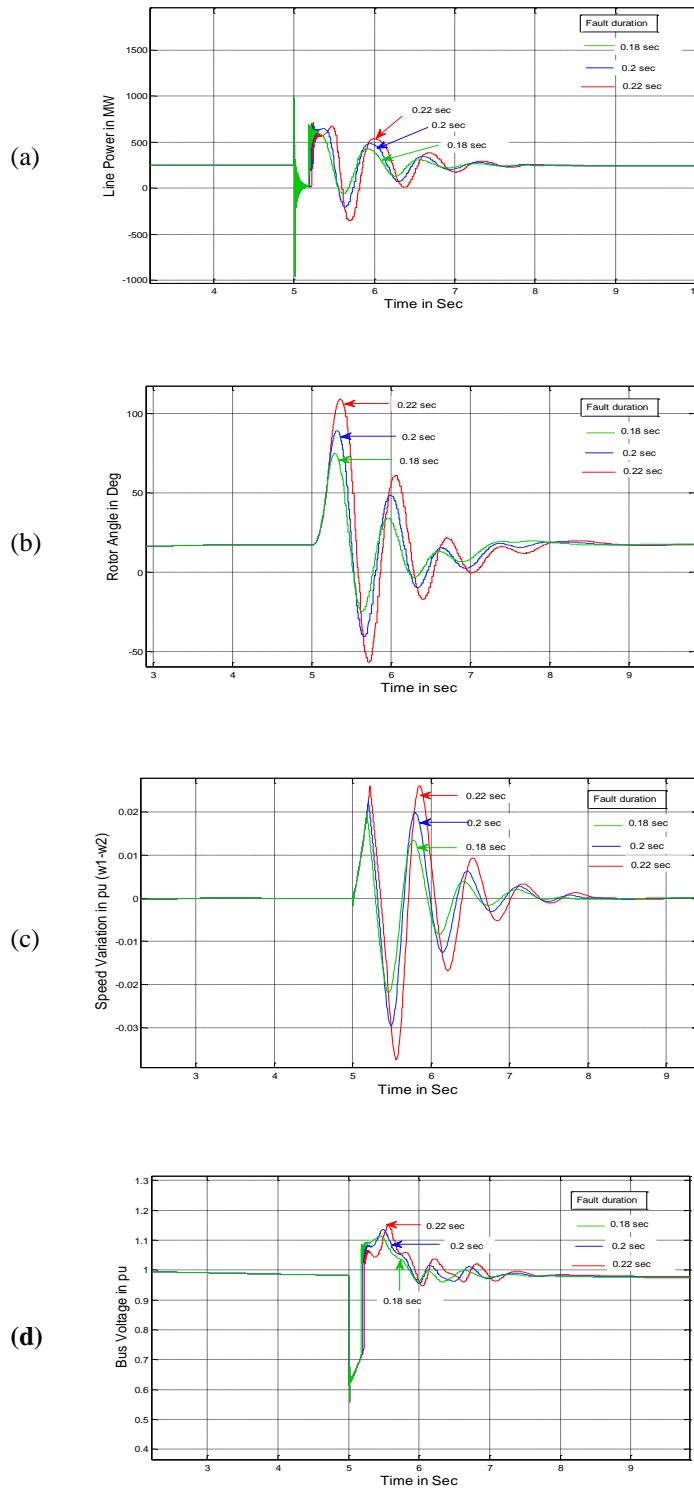 (a)
Line Power in MW
1500
1000
500
0
-500
-1000
Fault duration
0.18 sec
0.2 sec
0.22 sec
0.22 sec
0.2 sec
0.18 sec
4 5 6 7 8 9 10
Time in Sec
(b)
Rotor Angle in Deg
100
50
0
-50
0.22 sec
0.2 sec
0.18 sec
Fault duration
0.18 sec
0.2 sec
0.22 sec
3 4 5 6 7 8 9
Time in sec
(c)
Speed Variation in pu (w1-w2)
0.02
0.01
0
-0.01
-0.02
-0.03
0.22 sec
0.2 sec
0.18 sec
Fault duration
0.18 sec
0.2 sec
0.22 sec
3 4 5 6 7 8 9
Time in Sec
(d)
Bus Voltage in pu
1.3
1.2
1.1
1
0.9
0.8
0.7
0.6
0.5
0.4
0.22 sec
0.2 sec
0.18 sec
Fault duration
0.18 sec
0.2 sec
0.22 sec
3 4 5 6 7 8 9
Time in Sec